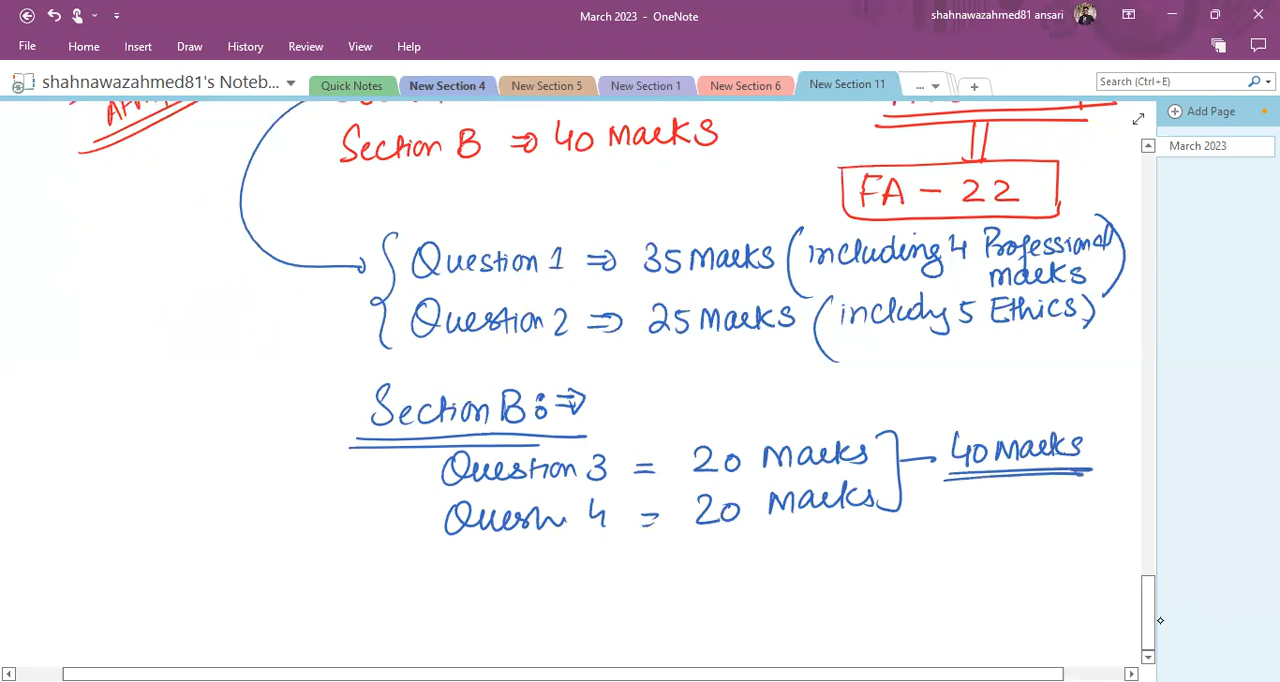 March 2023 - OneNote
shahnawazahmed81 ansari
File Home Insert Draw History Review View Help
shahnawazahmed81's Noteb...
Quick Notes
New Section 4
New Section 5
New Section 1
New Section 6
New Section 11
...
Search (Ctrl+E)
Add Page
March 2023
Section B ⇒ 40 Marks
FA - 22
Question 1 ⇒ 35 Marks (including 4 Professional
marks)
Question 2 ⇒ 25 Marks (includy 5 Ethics)
Section B: ⇒
Question 3 = 20 Marks
40 Marks
Questn 4 = 20 Marks